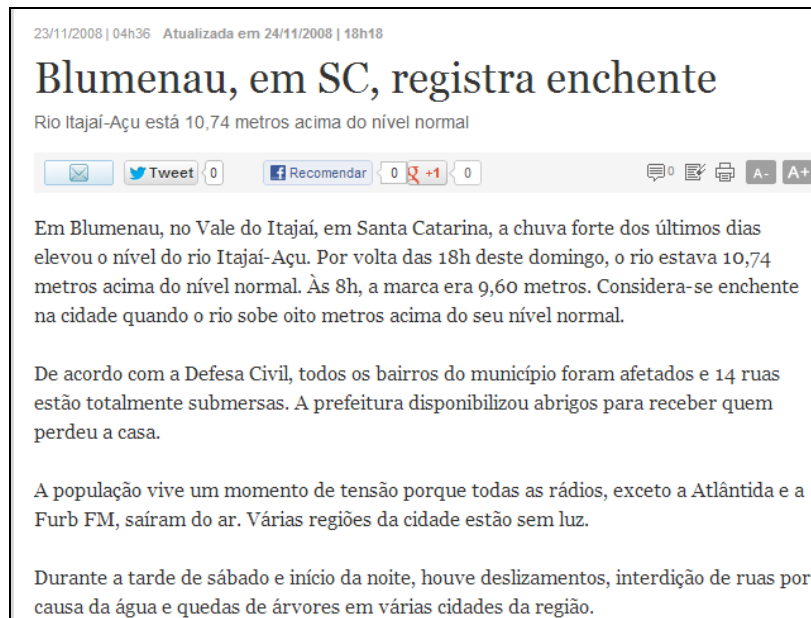 23/11/2008 | 04h36 Atualizada em 24/11/2008 | 18h18
Blumenau, em SC, registra enchente
Rio Itajaí-Açu está 10,74 metros acima do nível normal
Tweet 0 Recomendar 0 g +1 0 0 A- A+
Em Blumenau, no Vale do Itajaí, em Santa Catarina, a chuva forte dos últimos dias
elevou o nível do rio Itajaí-Açu. Por volta das 18h deste domingo, o rio estava 10,74
metros acima do nível normal. Às 8h, a marca era 9,60 metros. Considera-se enchente
na cidade quando o rio sobe oito metros acima do seu nível normal.
De acordo com a Defesa Civil, todos os bairros do município foram afetados e 14 ruas
estão totalmente submersas. A prefeitura disponibilizou abrigos para receber quem
perdeu a casa.
A população vive um momento de tensão porque todas as rádios, exceto a Atlântida e a
Furb FM, saíram do ar. Várias regiões da cidade estão sem luz.
Durante a tarde de sábado e início da noite, houve deslizamentos, interdição de ruas por
causa da água e quedas de árvores em várias cidades da região.